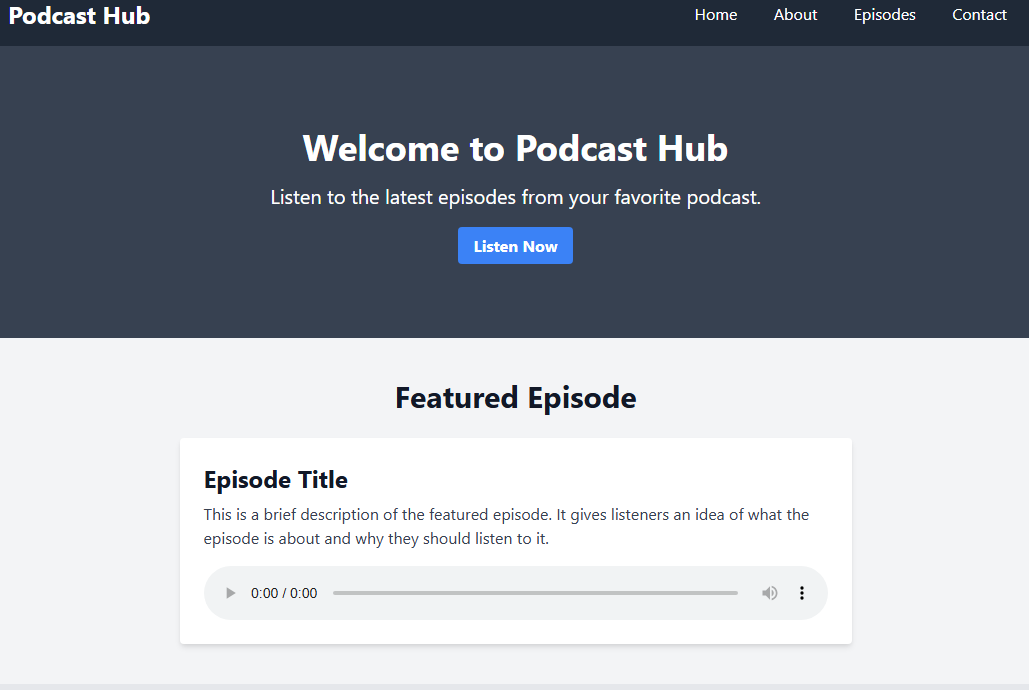 Podcast Hub
Home About Episodes Contact
Welcome to Podcast Hub
Listen to the latest episodes from your favorite podcast.
Listen Now
Featured Episode
Episode Title
This is a brief description of the featured episode. It gives listeners an idea of what the
episode is about and why they should listen to it.
0:00 / 0:00